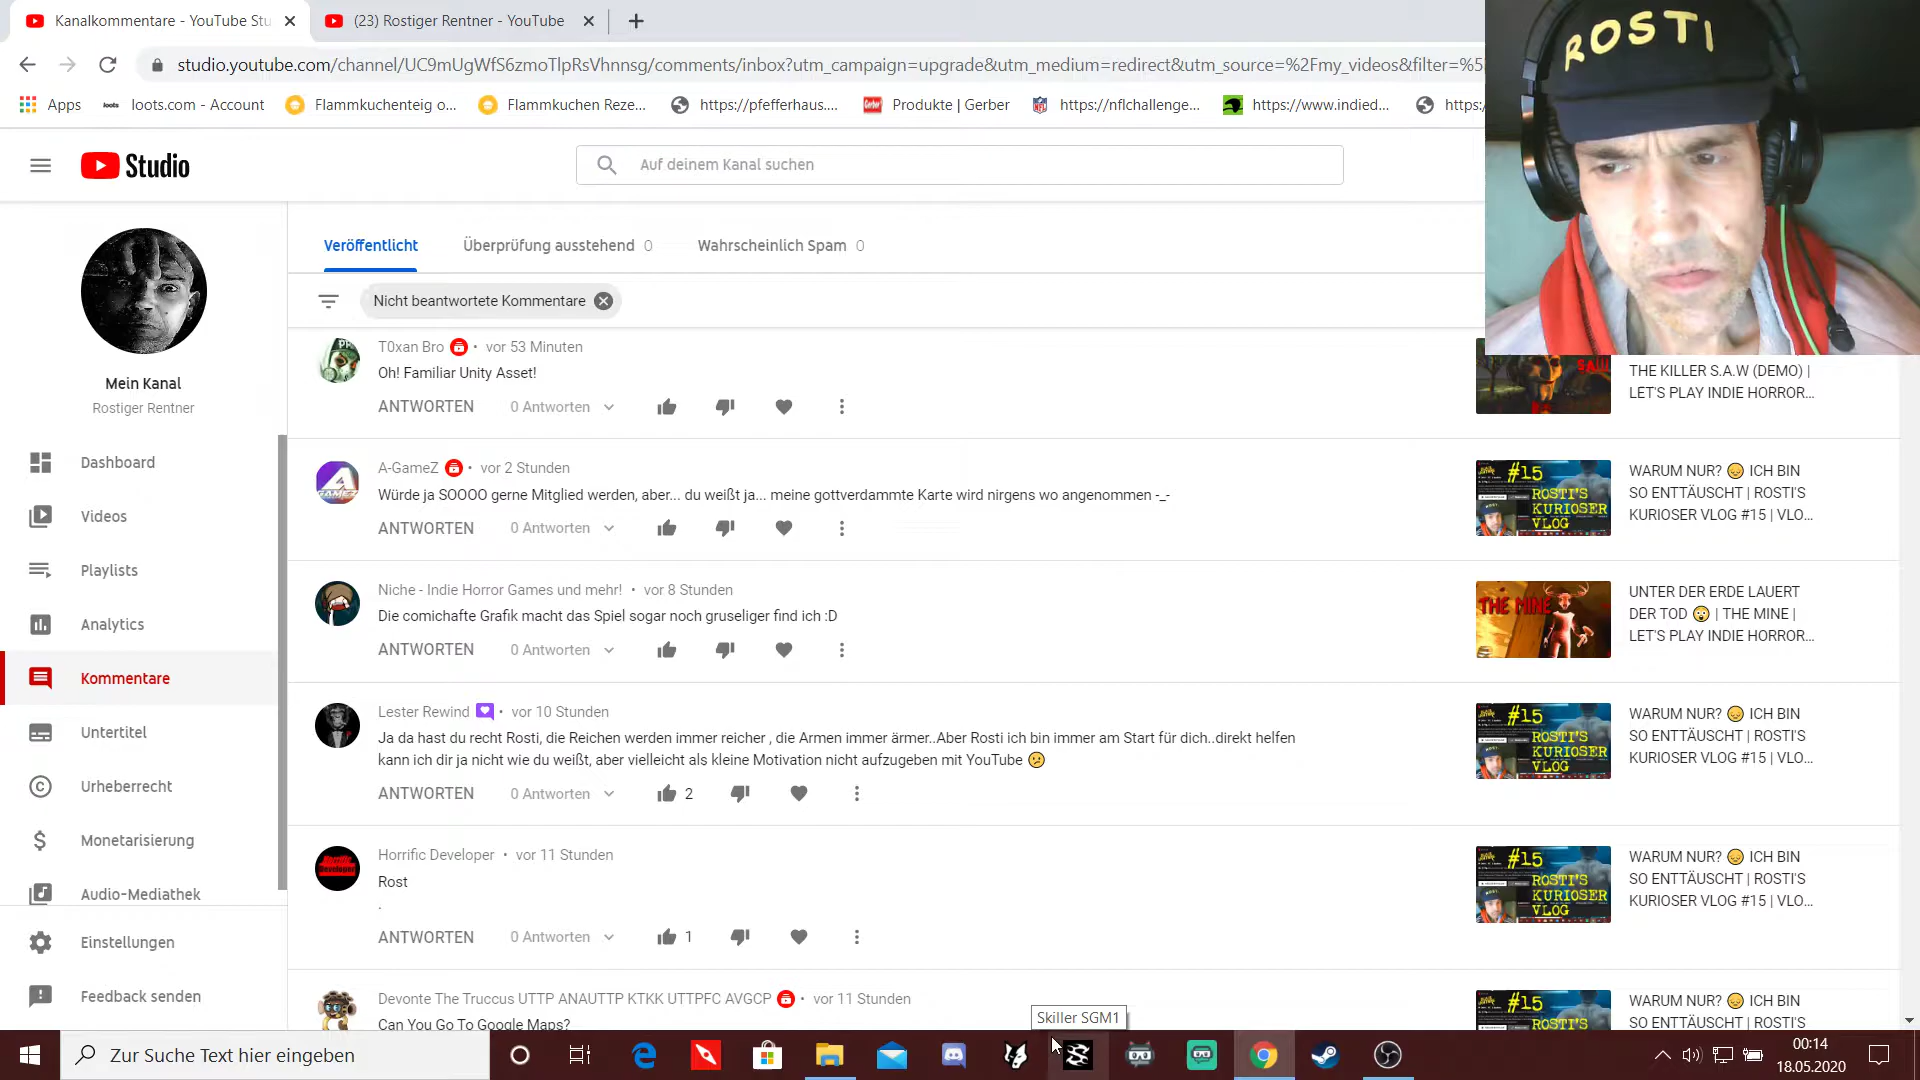 Kanalkommentare - YouTube Stu
(23) Rostiger Rentner - YouTube
studio.youtube.com/channel/UC9mUgWfS6zmoTlpRsVhnnsg/comments/inbox?utm_campaign=upgrade&utm_medium=redirect&utm_source=%2Fmy_videos&filter=%5
Apps
loots.com - Account
Flammkuchenteig o...
Flammkuchen Reze...
https://pfefferhaus....
Produkte | Gerber
https://nflchallenge...
https://www.indied...
https:
ROSTI
Studio
Auf deinem Kanal suchen
Mein Kanal
Rostiger Rentner
Dashboard
Videos
Playlists
Analytics
Kommentare
Untertitel
Urheberrecht
Monetarisierung
Audio-Mediathek
Einstellungen
Feedback senden
Veröffentlicht
Überprüfung ausstehend 0
Wahrscheinlich Spam 0
Nicht beantwortete Kommentare
T0xan Bro • vor 53 Minuten
Oh! Familiar Unity Asset!
ANTWORTEN 0 Antworten
THE KILLER S.A.W (DEMO) |
LET'S PLAY INDIE HORROR...
A-GameZ • vor 2 Stunden
Würde ja SOOOO gerne Mitglied werden, aber... du weißt ja... meine gottverdammte Karte wird nirgens wo angenommen -_-
ANTWORTEN 0 Antworten
#15
ROSTI'S
KURIOSER
VLOG
WARUM NUR? 😞 ICH BIN
SO ENTTÄUSCHT | ROSTI'S
KURIOSER VLOG #15 | VLO...
Niche - Indie Horror Games und mehr! • vor 8 Stunden
Die comichafte Grafik macht das Spiel sogar noch gruseliger find ich :D
ANTWORTEN 0 Antworten
THE MINE
UNTER DER ERDE LAUERT
DER TOD 😲 | THE MINE |
LET'S PLAY INDIE HORROR...
Lester Rewind • vor 10 Stunden
Ja da hast du recht Rosti, die Reichen werden immer reicher , die Armen immer ärmer..Aber Rosti ich bin immer am Start für dich..direkt helfen
kann ich dir ja nicht wie du weißt, aber vielleicht als kleine Motivation nicht aufzugeben mit YouTube 😕
ANTWORTEN 0 Antworten 2
#15
ROSTI'S
KURIOSER
VLOG
WARUM NUR? 😞 ICH BIN
SO ENTTÄUSCHT | ROSTI'S
KURIOSER VLOG #15 | VLO...
Horrific Developer • vor 11 Stunden
Rost
.
ANTWORTEN 0 Antworten 1
#15
ROSTI'S
KURIOSER
VLOG
WARUM NUR? 😞 ICH BIN
SO ENTTÄUSCHT | ROSTI'S
KURIOSER VLOG #15 | VLO...
Devonte The Truccus UTTP ANAUTTP KTKK UTTPFC AVGCP • vor 11 Stunden
Can You Go To Google Maps?
#15
ROSTI'S
WARUM NUR? 😞 ICH BIN
SO ENTTÄUSCHT | ROSTI'S
Skiller SGM1
Zur Suche Text hier eingeben
00:14
18.05.2020